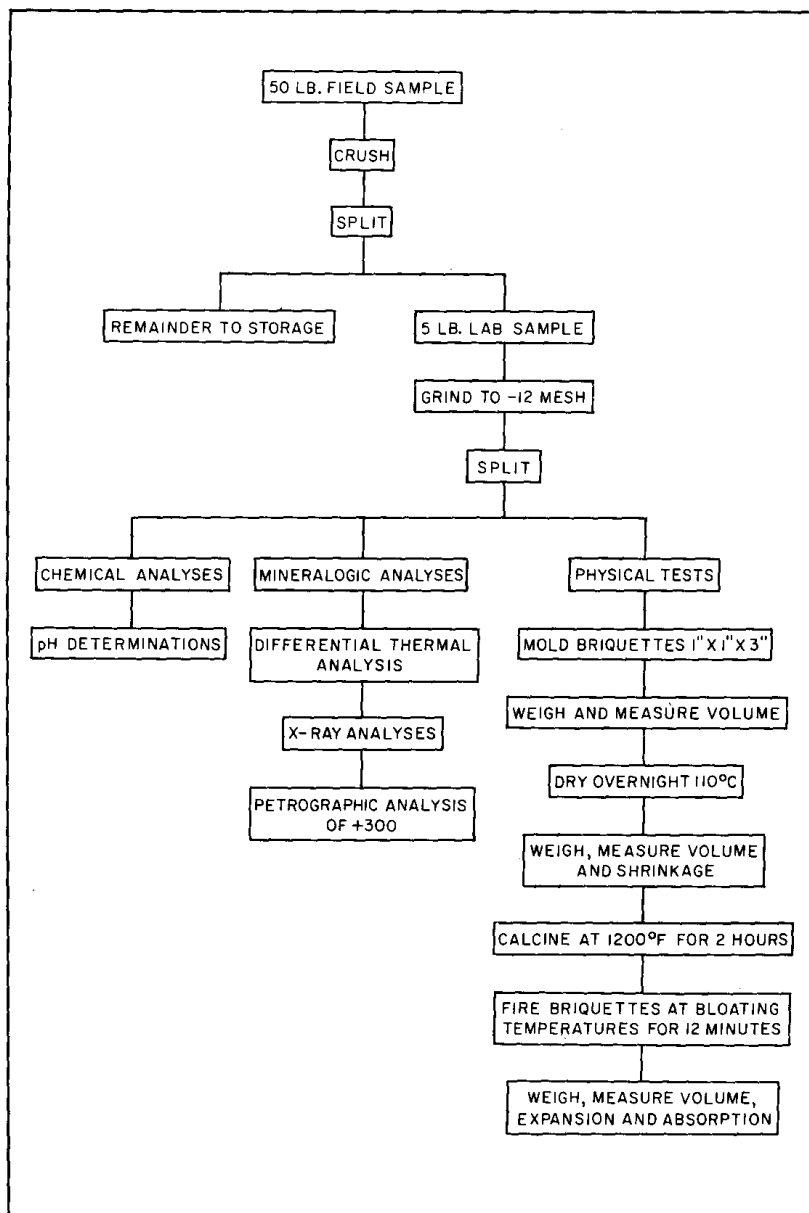 50 LB. FIELD SAMPLE
CRUSH
SPLIT
REMAINDER TO STORAGE
5 LB. LAB SAMPLE
GRIND TO -12 MESH
SPLIT
CHEMICAL ANALYSES
MINERALOGIC ANALYSES
PHYSICAL TESTS
pH DETERMINATIONS
DIFFERENTIAL THERMAL
ANALYSIS
X-RAY ANALYSES
PETROGRAPHIC ANALYSIS
OF +300
MOLD BRIQUETTES 1" X 1" X 3"
WEIGH AND MEASURE VOLUME
DRY OVERNIGHT 110°C
WEIGH, MEASURE VOLUME
AND SHRINKAGE
CALCINE AT 1200°F FOR 2 HOURS
FIRE BRIQUETTES AT BLOATING
TEMPERATURES FOR 12 MINUTES
WEIGH, MEASURE VOLUME,
EXPANSION AND ABSORPTION